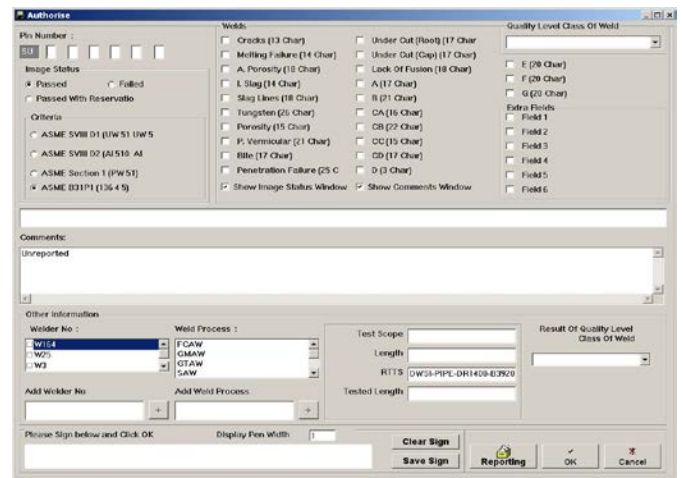 Authorise
Pin Number :
SU
Image Status
Passed
Failed
Passed With Reservatio
Criteria
ASME SVIII D1 (UW 51 UW 5
ASME SVIII D2 (AI 510 AI
ASME Section 1 (PW 51)
ASME B31P1 (136 4 5)
Welds
Cracks (13 Char)
Melting Failure (14 Char)
A. Porosity (18 Char)
I. Slag (14 Char)
Slag Lines (18 Char)
Tungsten (26 Char)
Porosity (15 Char)
P. Vermicular (21 Char)
Bile (17 Char)
Penetration Failure (25 C
Show Image Status Window
Under Cut (Root) (17 Char
Under Cut (Cap) (17 Char)
Lack Of Fusion (18 Char)
A (17 Char)
B (21 Char)
CA (16 Char)
CB (22 Char)
CC (15 Char)
CD (17 Char)
D (3 Char)
Show Comments Window
Quality Level Class Of Weld
E (20 Char)
F (20 Char)
G (20 Char)
Extra Fields
Field 1
Field 2
Field 3
Field 4
Field 5
Field 6
Comments:
Unreported
Other Information
Welder No :
W164
W25
W3
Add Welder No
+
Weld Process :
FCAW
GMAW
GTAW
SAW
Add Weld Process
+
Test Scope
Length
RTTS DW58-PIPE-DR1400-B3920
Tested Length
Result Of Quality Level
Class Of Weld
Please Sign below and Click OK
Display Pen Width 1
Clear Sign
Save Sign
Reporting
OK
Cancel